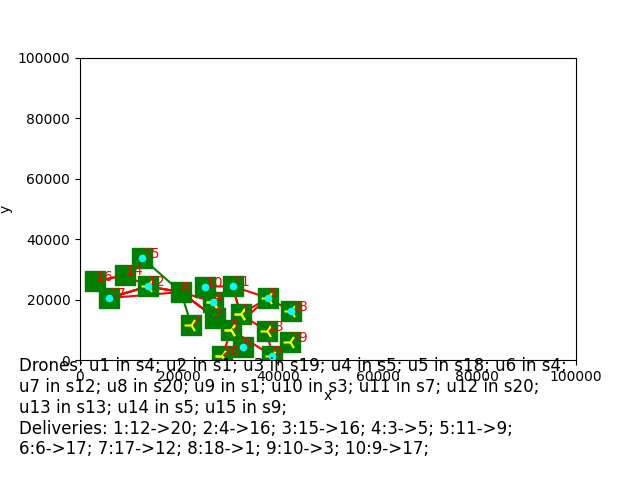 100000
80000
60000
40000
20000
0
y
0 20000 40000 60000 80000 100000
x
15
14
16
Drones: u1 in s4; u2 in s1; u3 in s19; u4 in s5; u5 in s18; u6 in s4;
u7 in s12; u8 in s20; u9 in s1; u10 in s3; u11 in s7; u12 in s20;
u13 in s13; u14 in s5; u15 in s9;
Deliveries: 1:12->20; 2:4->16; 3:15->16; 4:3->5; 5:11->9;
6:6->17; 7:17->12; 8:18->1; 9:10->3; 10:9->17;